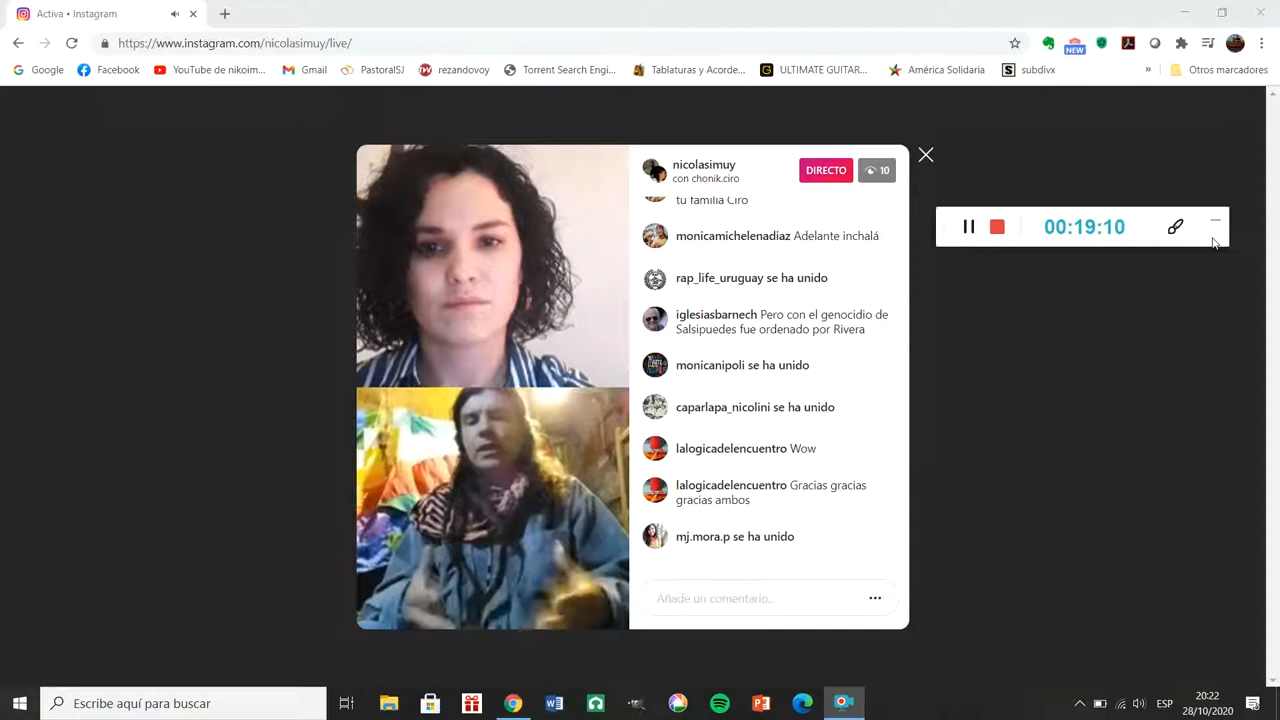 Activa • Instagram
https://www.instagram.com/nicolasimuy/live/
NEW
Google
Facebook
YouTube de nikoim...
Gmail
PastoralSJ
rezandovoy
Torrent Search Engi...
Tablaturas y Acorde...
ULTIMATE GUITAR...
América Solidaria
subdivx
»
Otros marcadores
nicolasimuy
con chonik.ciro
DIRECTO
10
tu familia Ciro
monicamichelenadiaz Adelante inchalá
rap_life_uruguay se ha unido
iglesiasbarnech Pero con el genocidio de
Salsipuedes fue ordenado por Rivera
monicanipoli se ha unido
caparlapa_nicolini se ha unido
lalogicadelencuentro Wow
lalogicadelencuentro Gracias gracias
gracias ambos
mj.mora.p se ha unido
Añade un comentario...
00:19:10
Escribe aquí para buscar
ESP
20:22
28/10/2020